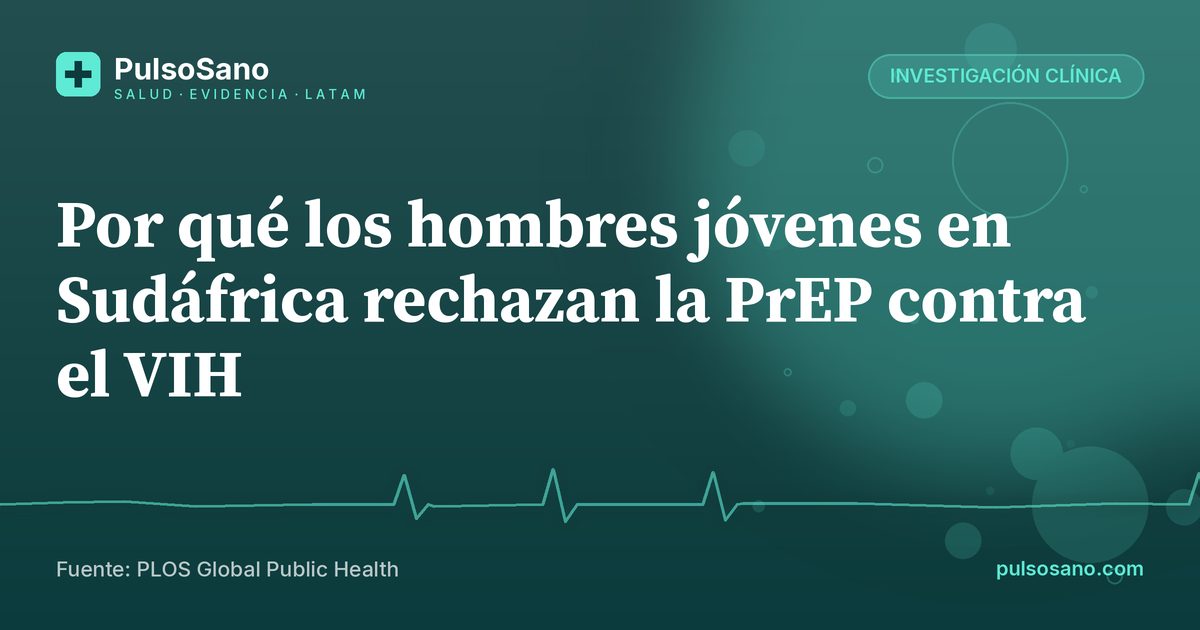 PulsoSano
SALUD · EVIDENCIA · LATAM
INVESTIGACIÓN CLÍNICA
Por qué los hombres jóvenes en
Sudáfrica rechazan la PrEP contra
el VIH
Fuente: PLOS Global Public Health
pulsosano.com